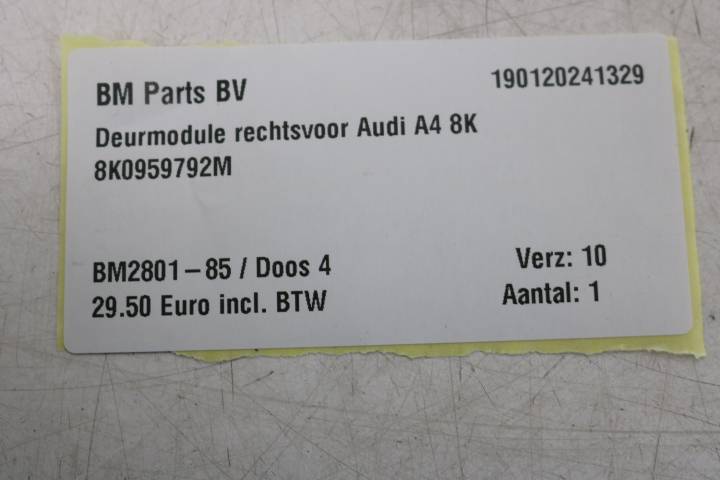 BM Parts BV 190120241329
Deurmodule rechtsvoor Audi A4 8K
8K0959792M
BM2801-85 / Doos 4 Verz: 10
29.50 Euro incl. BTW Aantal: 1